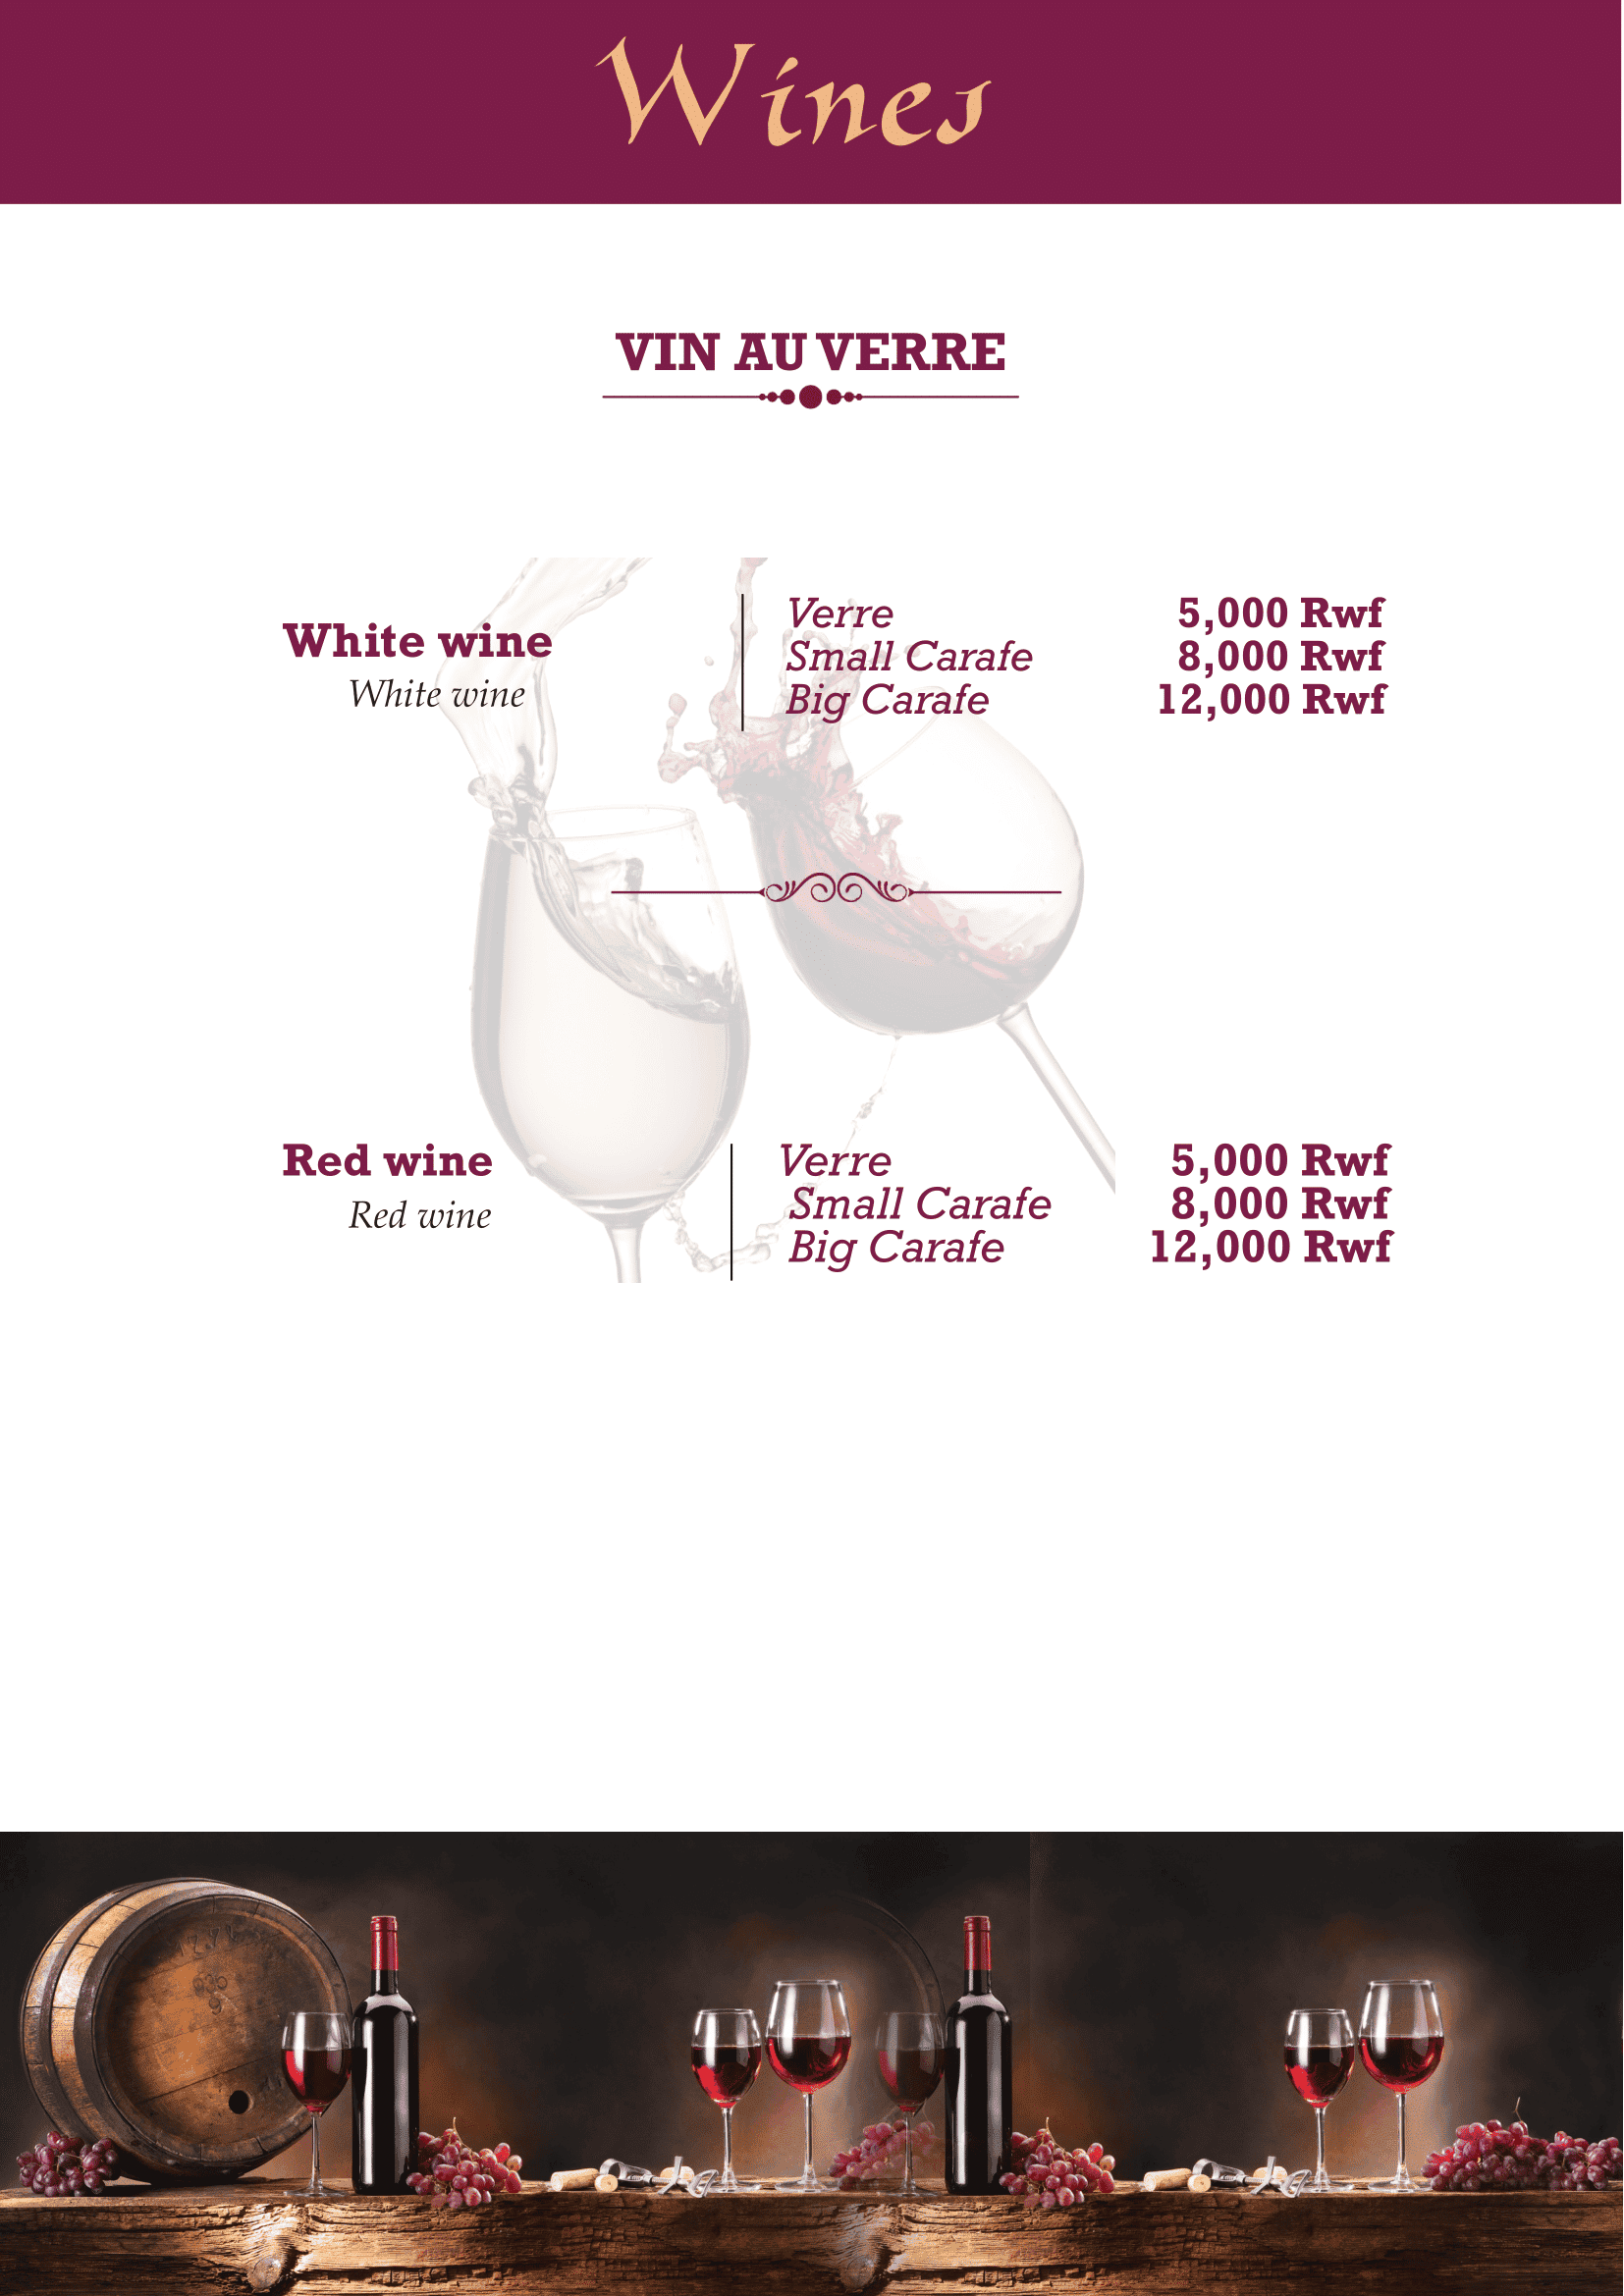 Wines
VIN AU VERRE
White wine
White wine
Verre 5,000 Rwf
Small Carafe 8,000 Rwf
Big Carafe 12,000 Rwf
Red wine
Red wine
Verre 5,000 Rwf
Small Carafe 8,000 Rwf
Big Carafe 12,000 Rwf